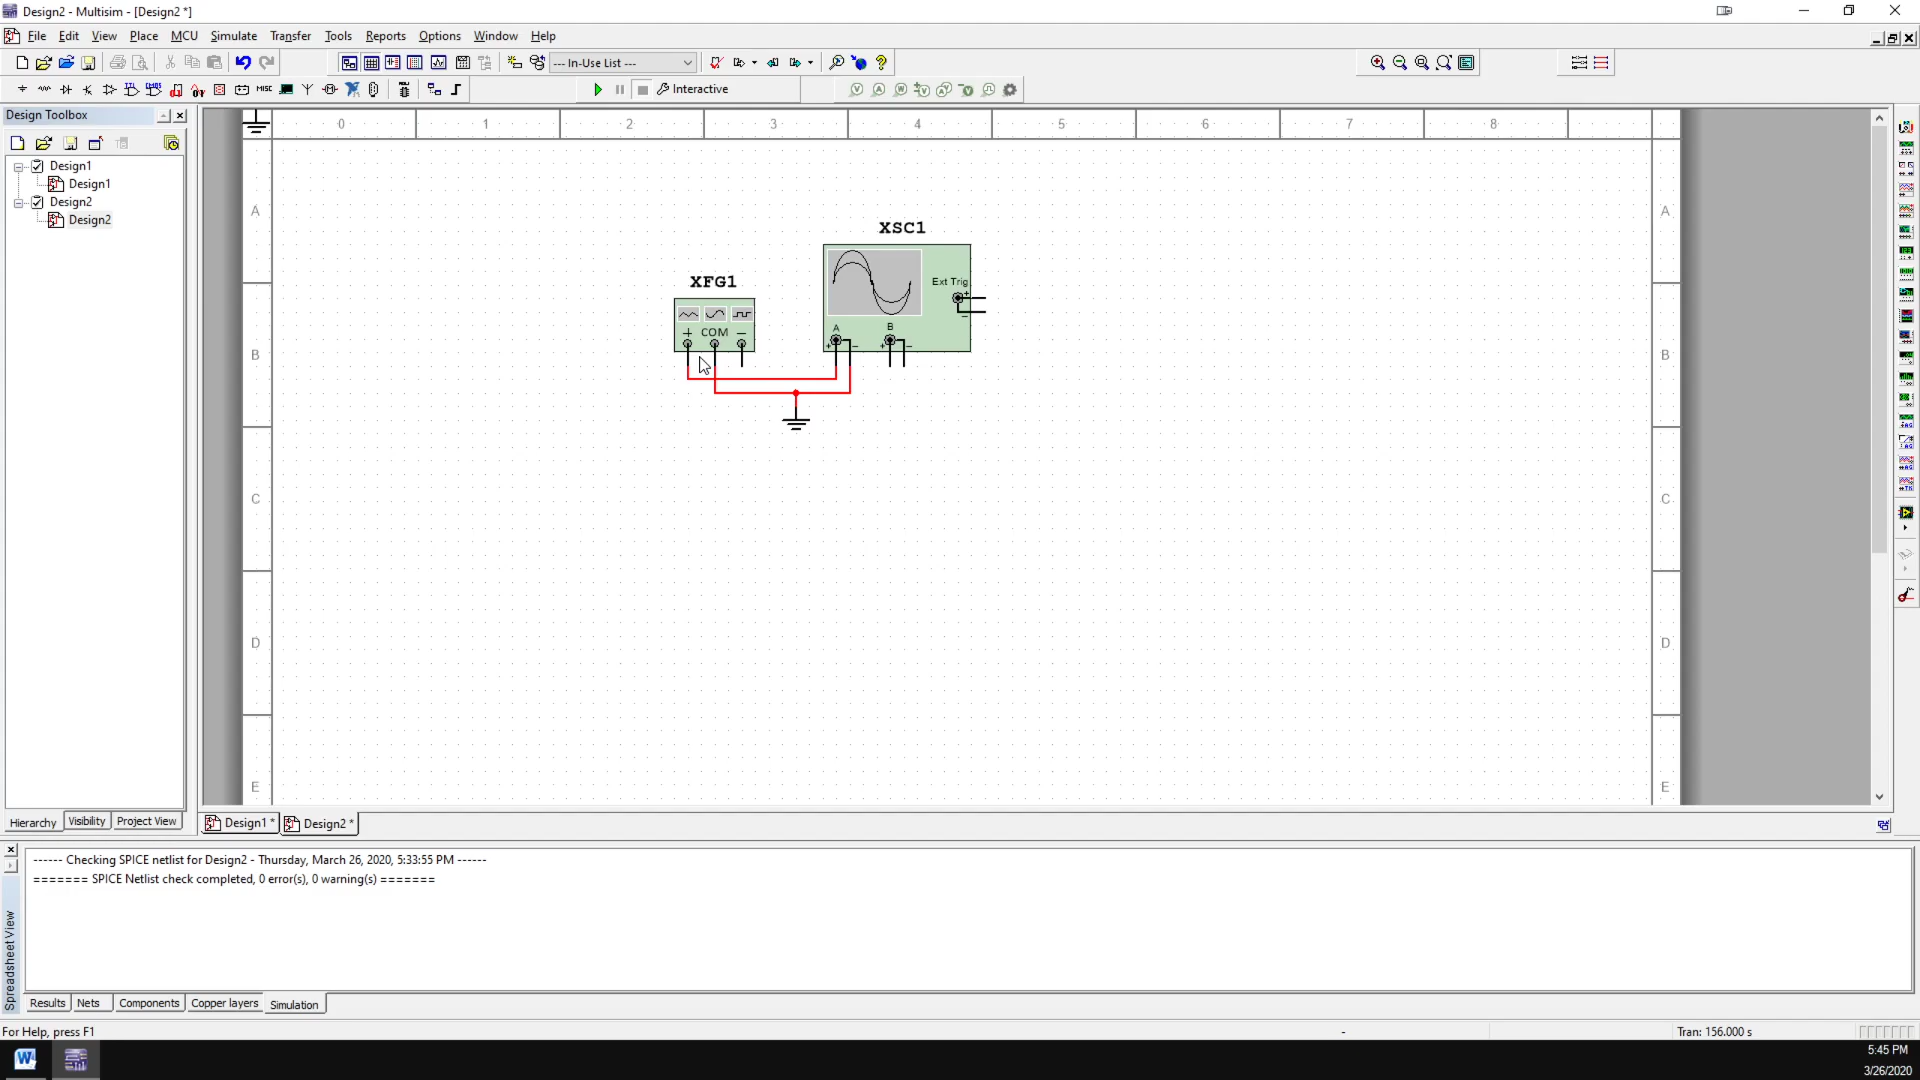 Design2 - Multisim - [Design2 *]
File Edit View Place MCU Simulate Transfer Tools Reports Options Window Help
--- In-Use List ---
MISC Interactive
Design Toolbox
Design1
Design1
Design2
Design2
0 1 2 3 4 5 6 7 8
A A
XSC1
XFG1
Ext Trig
+
-
+ COM -
A B
+ - + -
B B
C C
D D
E E
Hierarchy Visibility Project View
Design1 * Design2 *
------ Checking SPICE netlist for Design2 - Thursday, March 26, 2020, 5:33:55 PM ------
======= SPICE Netlist check completed, 0 error(s), 0 warning(s) =======
Spreadsheet View
Results Nets Components Copper layers Simulation
For Help, press F1 - Tran: 156.000 s
5:45 PM
3/26/2020